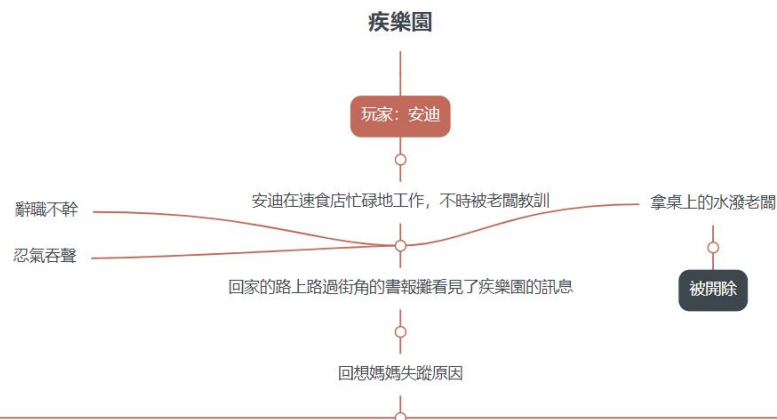 疾樂園
玩家：安迪
安迪在速食店忙碌地工作，不時被老闆教訓
辭職不幹
拿桌上的水潑老闆
忍氣吞聲
回家的路上路過街角的書報攤看見了疾樂園的訊息
被開除
回想媽媽失蹤原因